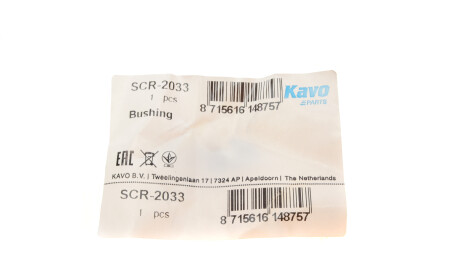 SCR-2033
1 pcs
Bushing
8 715616 148757
Kavo
PARTS
EAC
KAVO B.V. | Tweelingenlaan 17 | 7324 AP | Apeldoorn | The Netherlands
SCR-2033
1 pcs
8 715616 148757